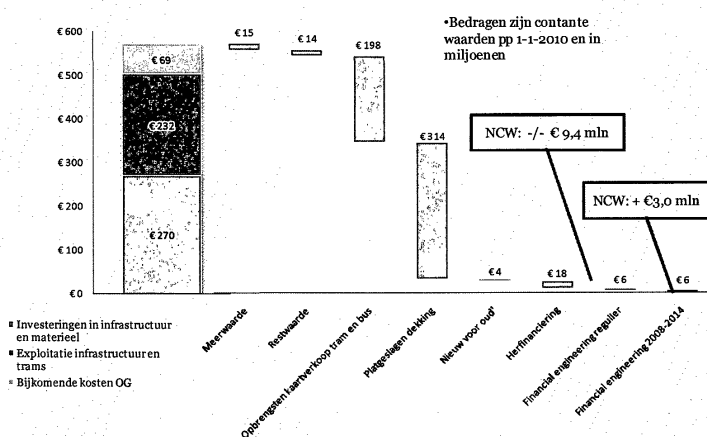 •Bedragen zijn contante
waarden pp 1-1-2010 en in
miljoenen
€ 600
€ 500
€ 400
€ 300
€ 200
€ 100
€ 0
€ 69
€ 232
€ 270
€ 15
€ 14
€ 198
€ 314
€ 4
€ 18
€ 6
€ 6
NCW: -/- € 9,4 mln
NCW: + €3,0 mln
Meerwaarde
Restwaarde
Opbrengsten kaartverkoop tram en bus
Platgeslagen dekking
Nieuw voor oud'
Herfinanciering
Financial engineering regulier
Financial engineering 2008-2014
Investeringen in infrastructuur
en materieel
Exploitatie infrastructuur en
trams
Bijkomende kosten OG